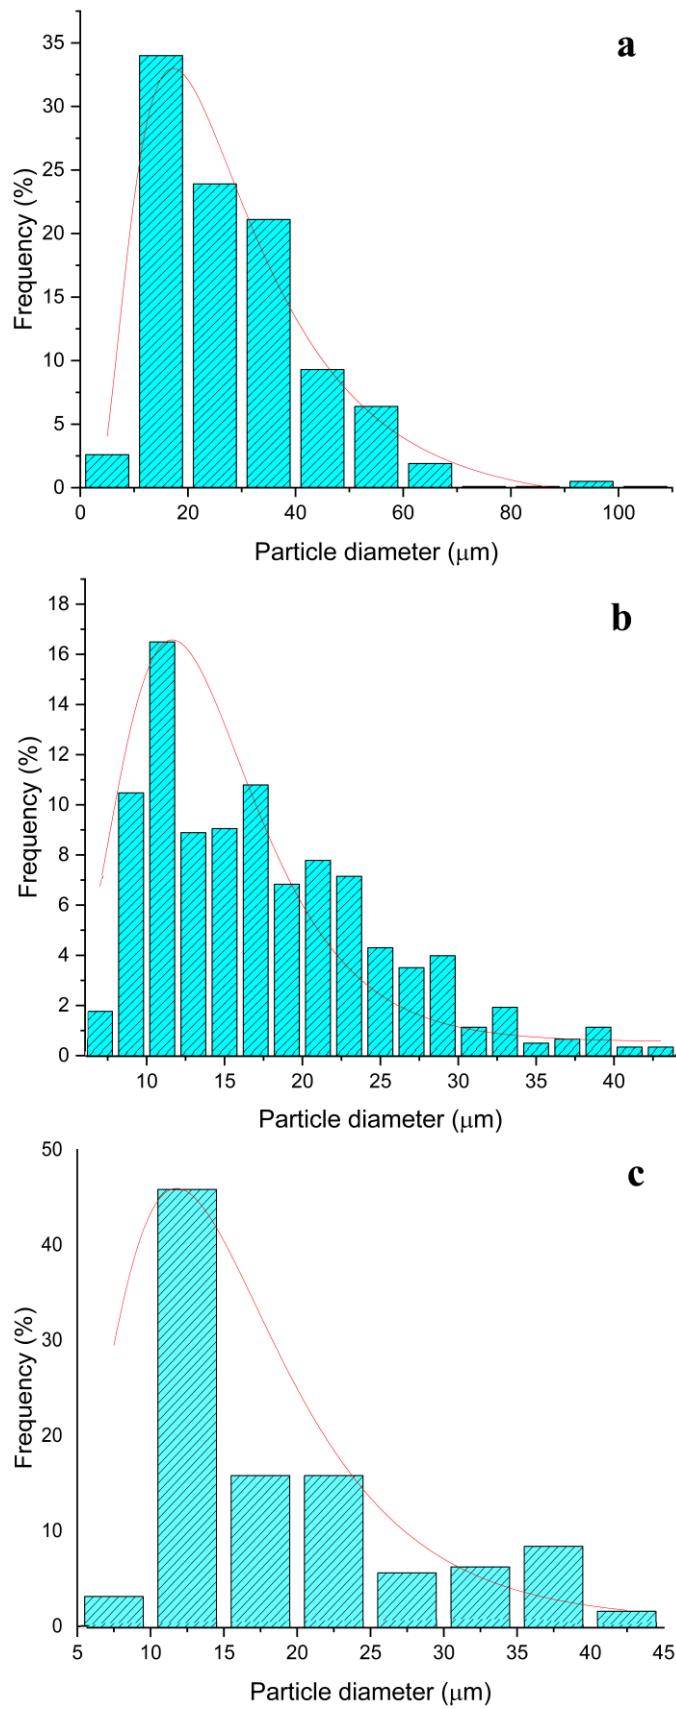 a
35
30
25
20
15
10
5
0
Frequency (%)
0 20 40 60 80 100
Particle diameter (μm)
b
18
16
14
12
10
8
6
4
2
0
Frequency (%)
10 15 20 25 30 35 40
Particle diameter (μm)
c
50
40
30
20
10
0
Frequency (%)
5 10 15 20 25 30 35 40 45
Particle diameter (μm)